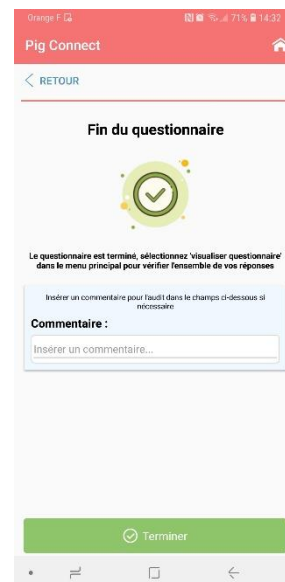 Orange F 71% 14:32
Pig Connect
RETOUR
Fin du questionnaire
Le questionnaire est terminé, sélectionnez 'visualiser questionnaire'
dans le menu principal pour vérifier l'ensemble de vos réponses
Insérer un commentaire pour l'audit dans le champs ci-dessous si
nécessaire
Commentaire :
Insérer un commentaire...
Terminer